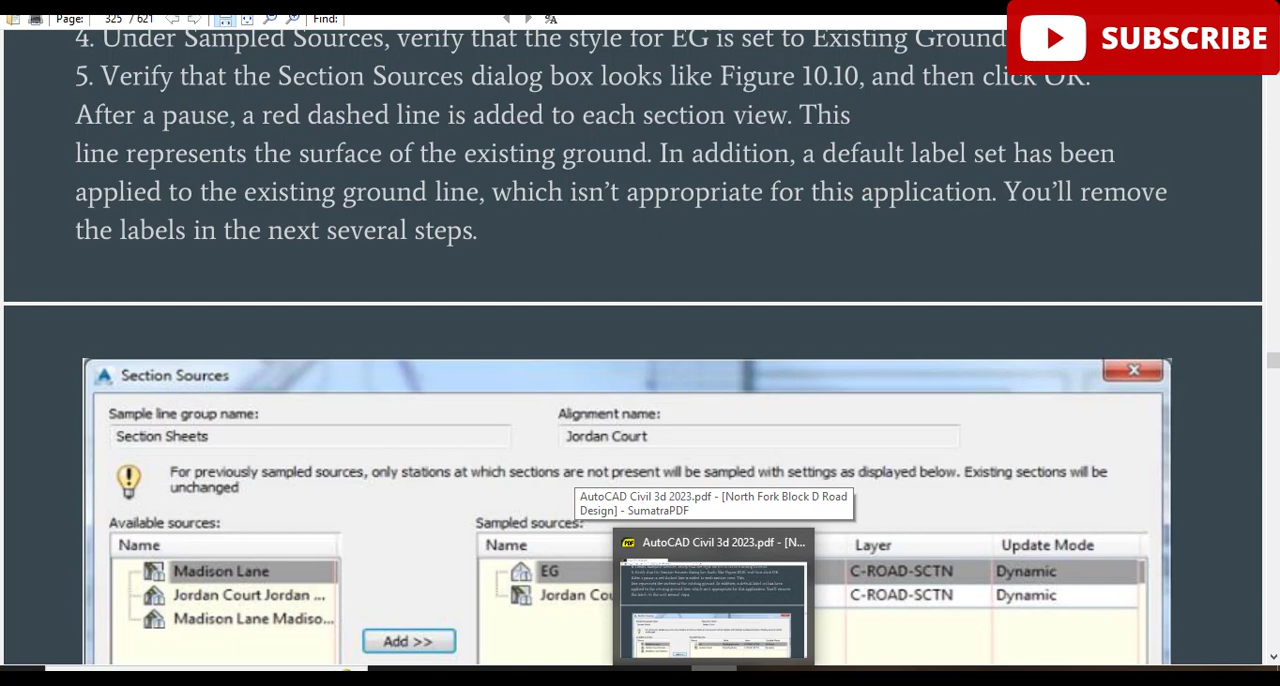 Page: 325 / 621 Find:
4. Under Sampled Sources, verify that the style for EG is set to Existing Ground
SUBSCRIBE
5. Verify that the Section Sources dialog box looks like Figure 10.10, and then click OK.
After a pause, a red dashed line is added to each section view. This
line represents the surface of the existing ground. In addition, a default label set has been
applied to the existing ground line, which isn't appropriate for this application. You'll remove
the labels in the next several steps.
Section Sources
Sample line group name: Alignment name:
Section Sheets Jordan Court
For previously sampled sources, only stations at which sections are not present will be sampled with settings as displayed below. Existing sections will be
unchanged
AutoCAD Civil 3d 2023.pdf - [North Fork Block D Road
Design] - SumatraPDF
Available sources: Sampled sources:
AutoCAD Civil 3d 2023.pdf - [N...
Name Name Layer Update Mode
Madison Lane EG C-ROAD-SCTN Dynamic
Jordan Court Jordan ... Jordan Cou C-ROAD-SCTN Dynamic
Madison Lane Madiso...
Add >>